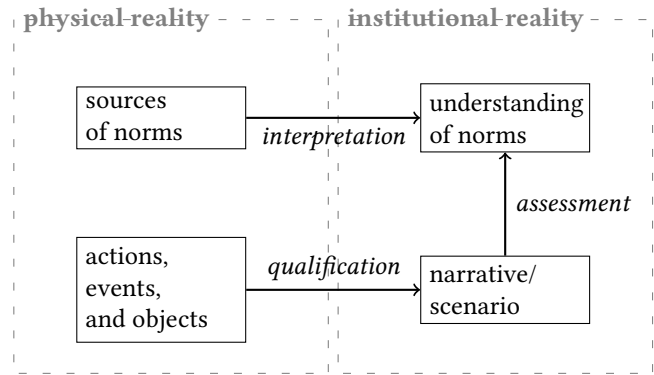 physical reality
institutional reality
sources
of norms
interpretation
understanding
of norms
assessment
actions,
events,
and objects
qualification
narrative/
scenario